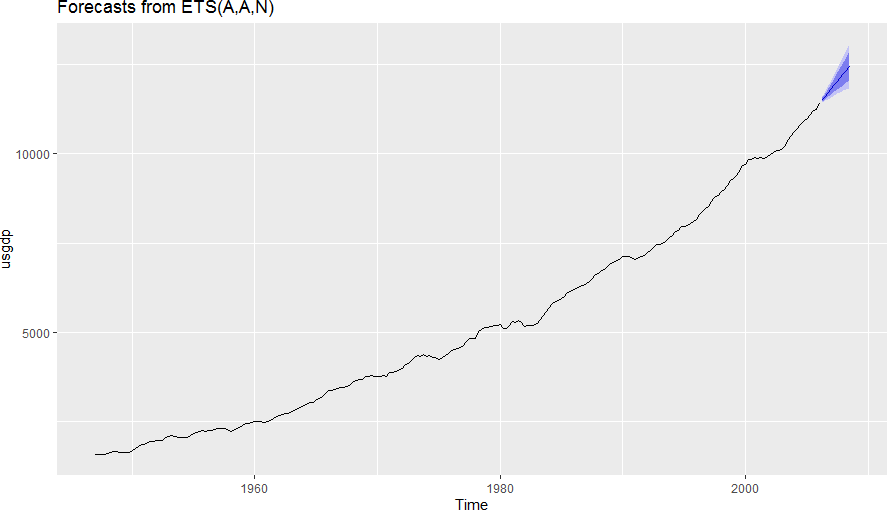 Forecasts from ETS(A,A,N)
usgdp
10000
5000
1960 1980 2000
Time